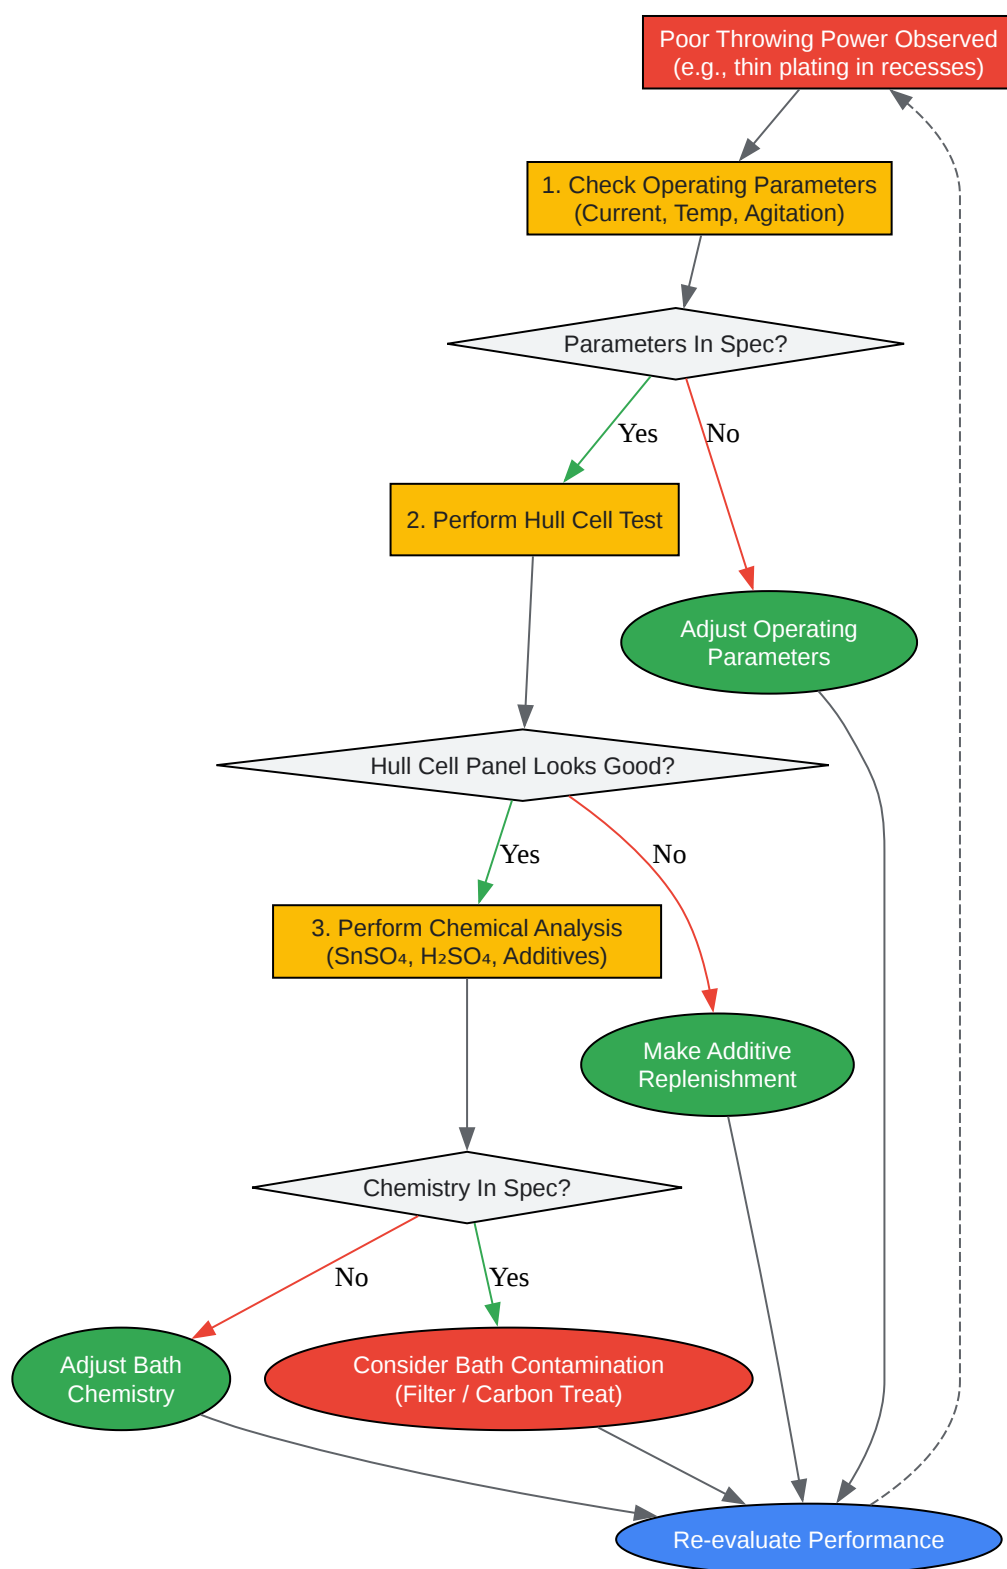 Poor Throwing Power Observed
(e.g., thin plating in recesses)
1. Check Operating Parameters
(Current, Temp, Agitation)
Parameters In Spec?
Yes
No
2. Perform Hull Cell Test
Adjust Operating
Parameters
Hull Cell Panel Looks Good?
Yes
No
3. Perform Chemical Analysis
(SnSO₄, H₂SO₄, Additives)
Make Additive
Replenishment
Chemistry In Spec?
No
Yes
Adjust Bath
Chemistry
Consider Bath Contamination
(Filter / Carbon Treat)
Re-evaluate Performance